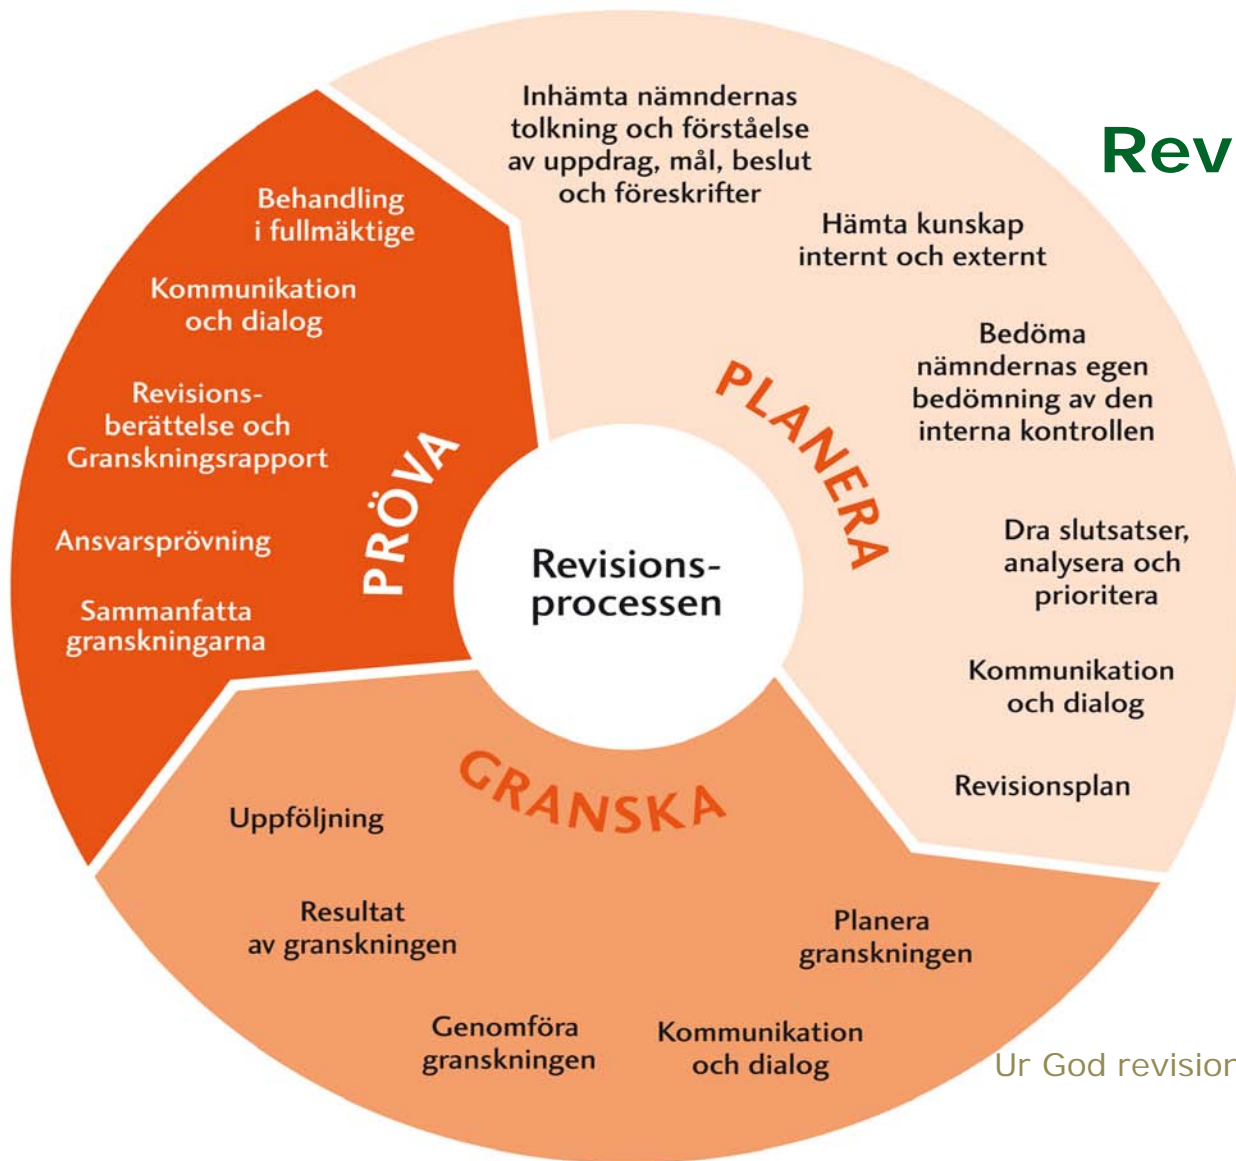 Rev
Inhämta nämndernas
tolkning och förståelse
av uppdrag, mål, beslut
och föreskrifter
Hämta kunskap
internt och externt
Bedöma
nämndernas egen
bedömning av den
interna kontrollen
Dra slutsatser,
analysera och
prioritera
Kommunikation
och dialog
Revisionsplan
PLANERA
Planera
granskningen
Kommunikation
och dialog
Genomföra
granskningen
Resultat
av granskningen
Uppföljning
GRANSKA
Sammanfatta
granskningarna
Ansvarsprövning
Revisions-
berättelse och
Granskningsrapport
Kommunikation
och dialog
Behandling
i fullmäktige
PRÖVA
Revisions-
processen
Ur God revision